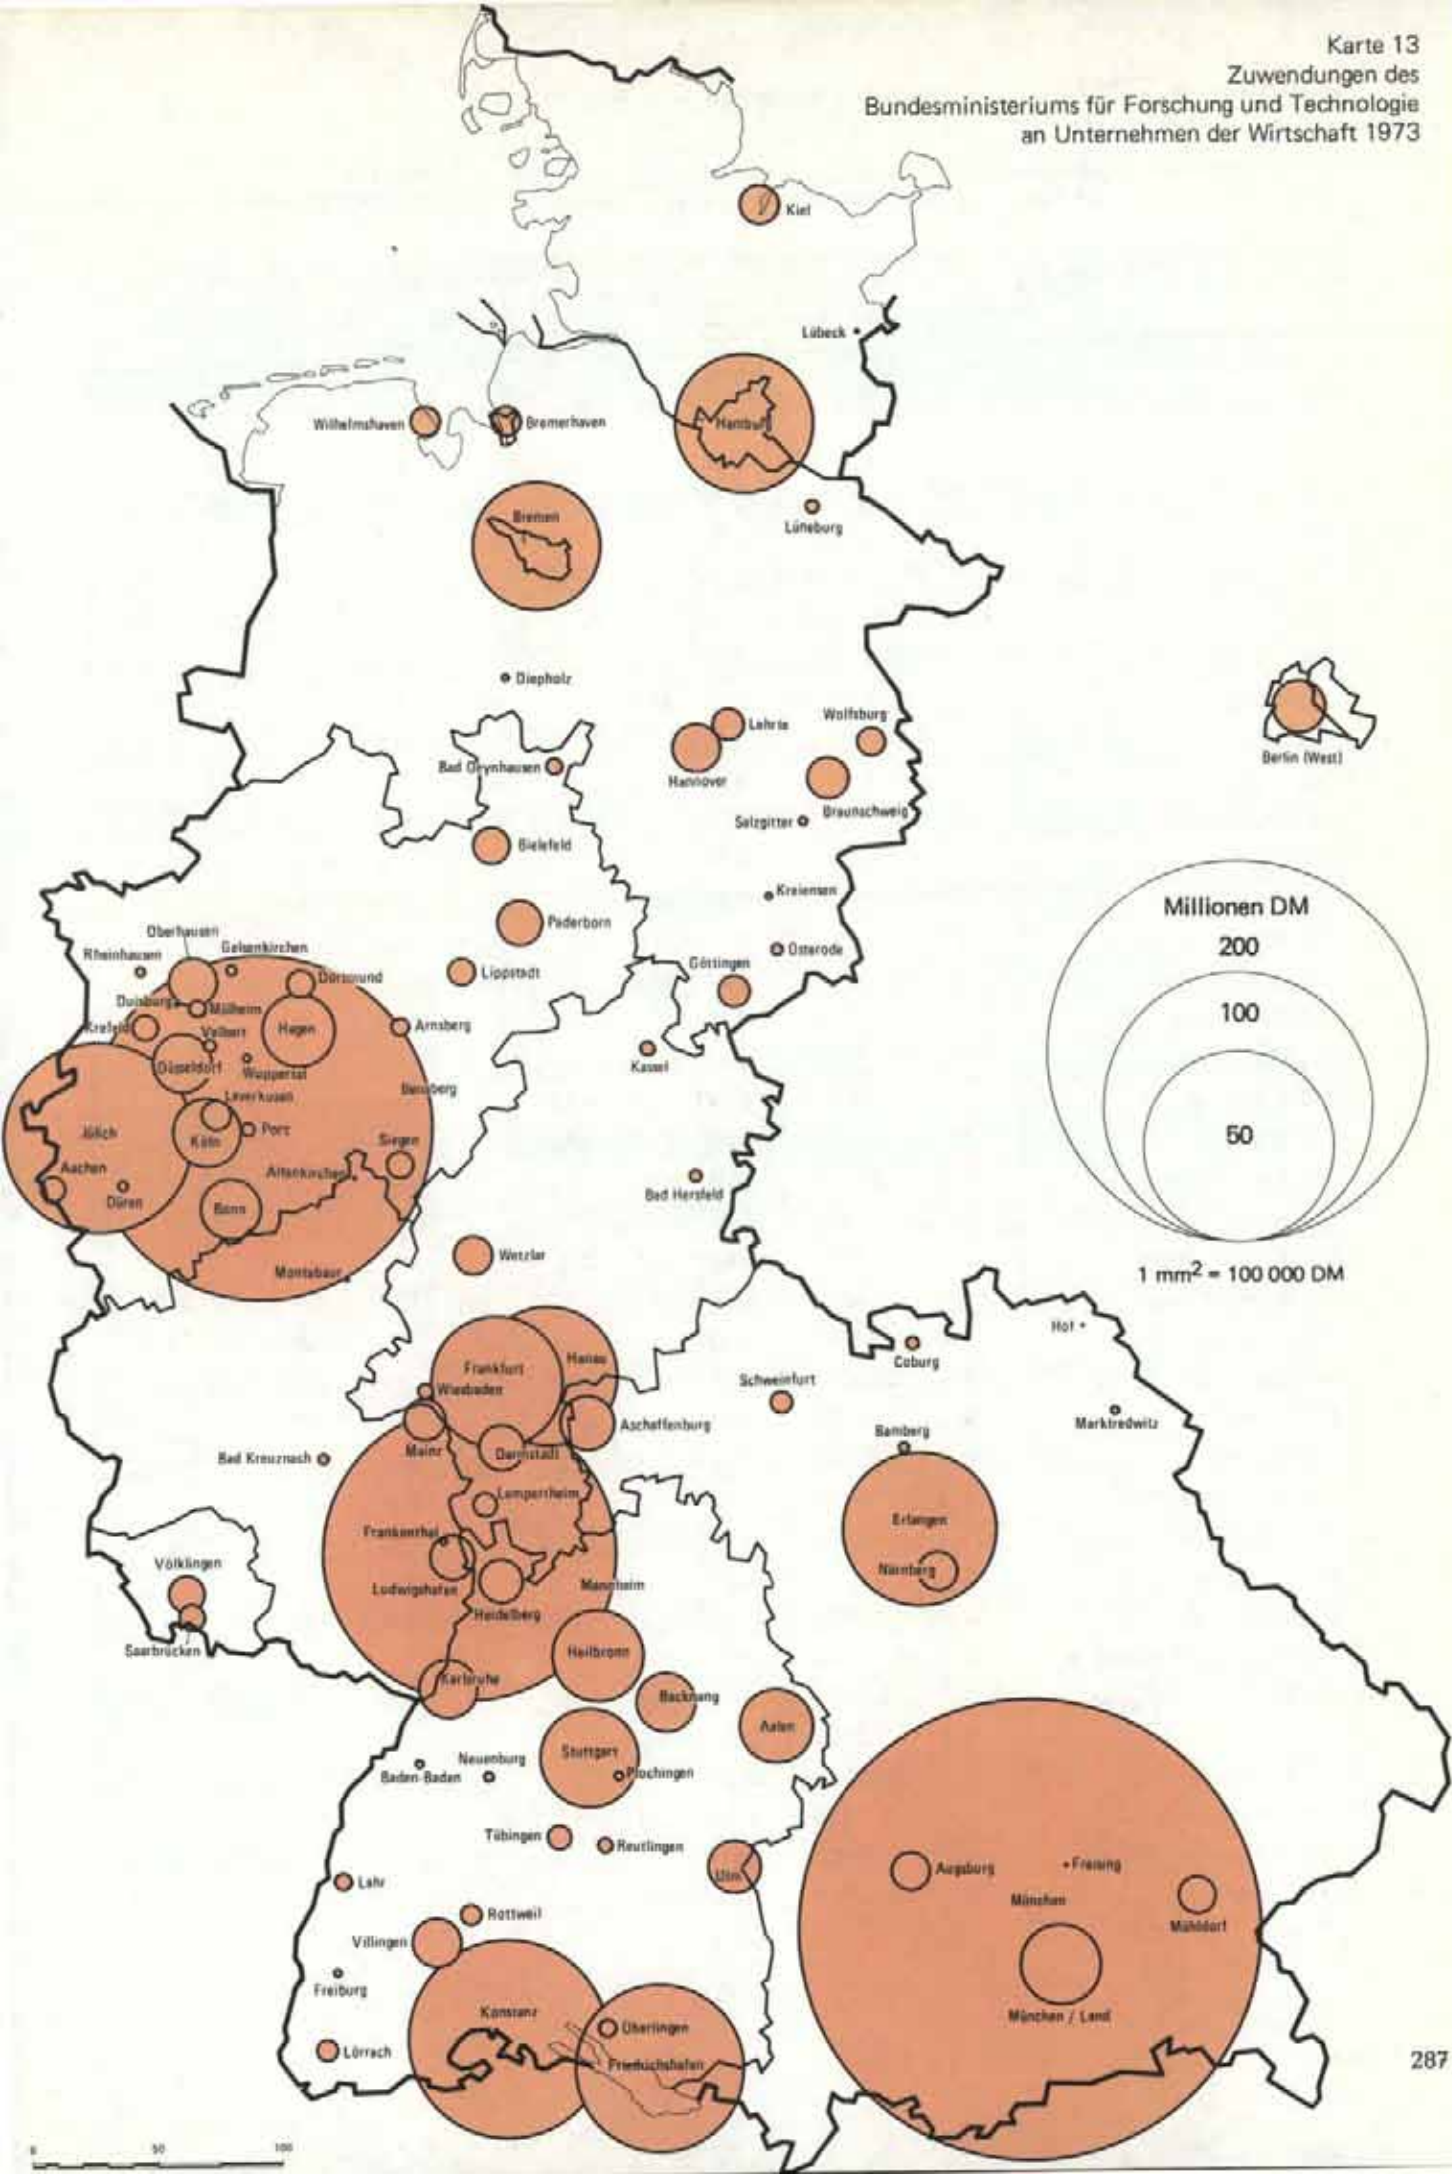 Karte 13
Zuwendungen des
Bundesministeriums für Forschung und Technologie
an Unternehmen der Wirtschaft 1973
Kiel
Lübeck
Hamburg
Wilhelmshaven
Bremerhaven
Lüneburg
Bremen
Diepholz
Lehrte
Wolfsburg
Hannover
Braunschweig
Salzgitter
Berlin (West)
Bad Oeynhausen
Bielefeld
Kreiensen
Paderborn
Osterode
Göttingen
Lippstadt
Oberhausen
Rheinhausen
Gelsenkirchen
Dortmund
Duisburg
Mülheim
Krefeld
Velbert
Hagen
Arnsberg
Kassel
Düsseldorf
Wuppertal
Leverkusen
Bensberg
Jülich
Köln
Porz
Siegen
Aachen
Altenkirchen
Düren
Bonn
Bad Hersfeld
Montabaur
Wetzlar
Millionen DM
200
100
50
1 mm² = 100 000 DM
Hof
Coburg
Schweinfurt
Marktredwitz
Bamberg
Frankfurt
Hanau
Wiesbaden
Aschaffenburg
Mainz
Darmstadt
Bad Kreuznach
Lampertheim
Frankenthal
Ludwigshafen
Mannheim
Heidelberg
Erlangen
Nürnberg
Völklingen
Saarbrücken
Heilbronn
Karlsruhe
Backnang
Aalen
Stuttgart
Plochingen
Neuenburg
Baden-Baden
Tübingen
Reutlingen
Ulm
Lahr
Rottweil
Villingen
Freiburg
Lörrach
Konstanz
Überlingen
Friedrichshafen
Augsburg
Freising
München
Mühldorf
München / Land
287
0 50 100